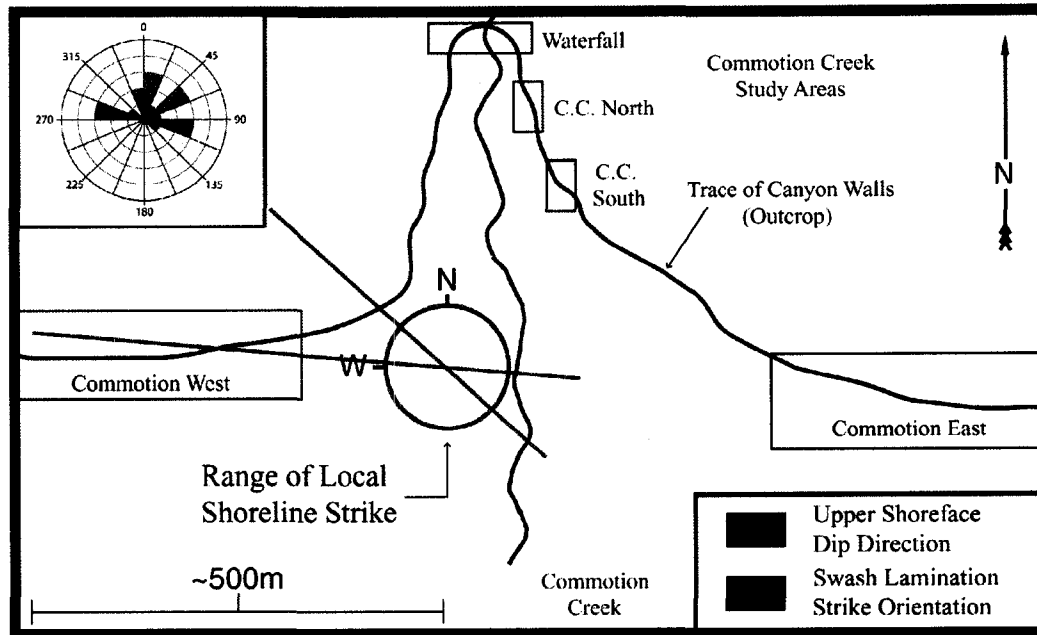 0
315
45
270
90
225
135
180
Waterfall
Commotion Creek
Study Areas
C.C. North
C.C.
South
N
Trace of Canyon Walls
(Outcrop)
N
W
Commotion West
Commotion East
Range of Local
Shoreline Strike
~500m
Commotion
Creek
Upper Shoreface
Dip Direction
Swash Lamination
Strike Orientation